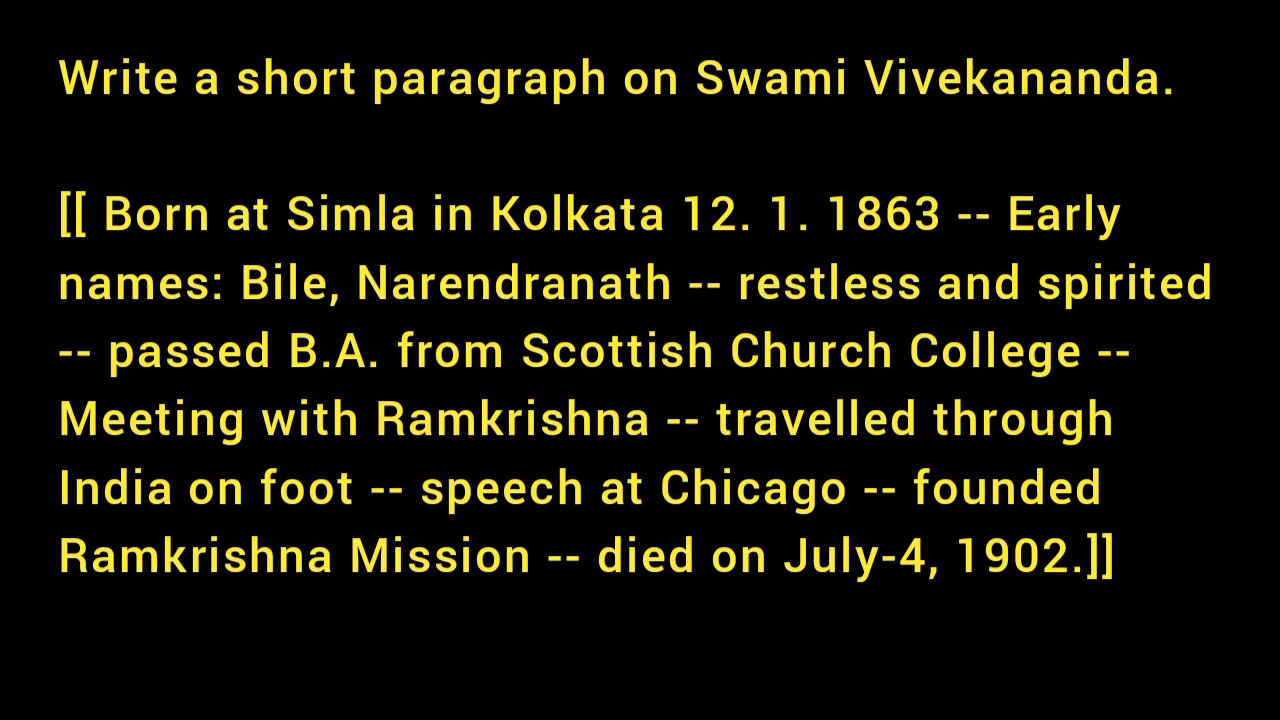 Write a short paragraph on Swami Vivekananda.
[[ Born at Simla in Kolkata 12. 1. 1863 -- Early
names: Bile, Narendranath -- restless and spirited
-- passed B.A. from Scottish Church College --
Meeting with Ramkrishna -- travelled through
India on foot -- speech at Chicago -- founded
Ramkrishna Mission -- died on July-4, 1902.]]